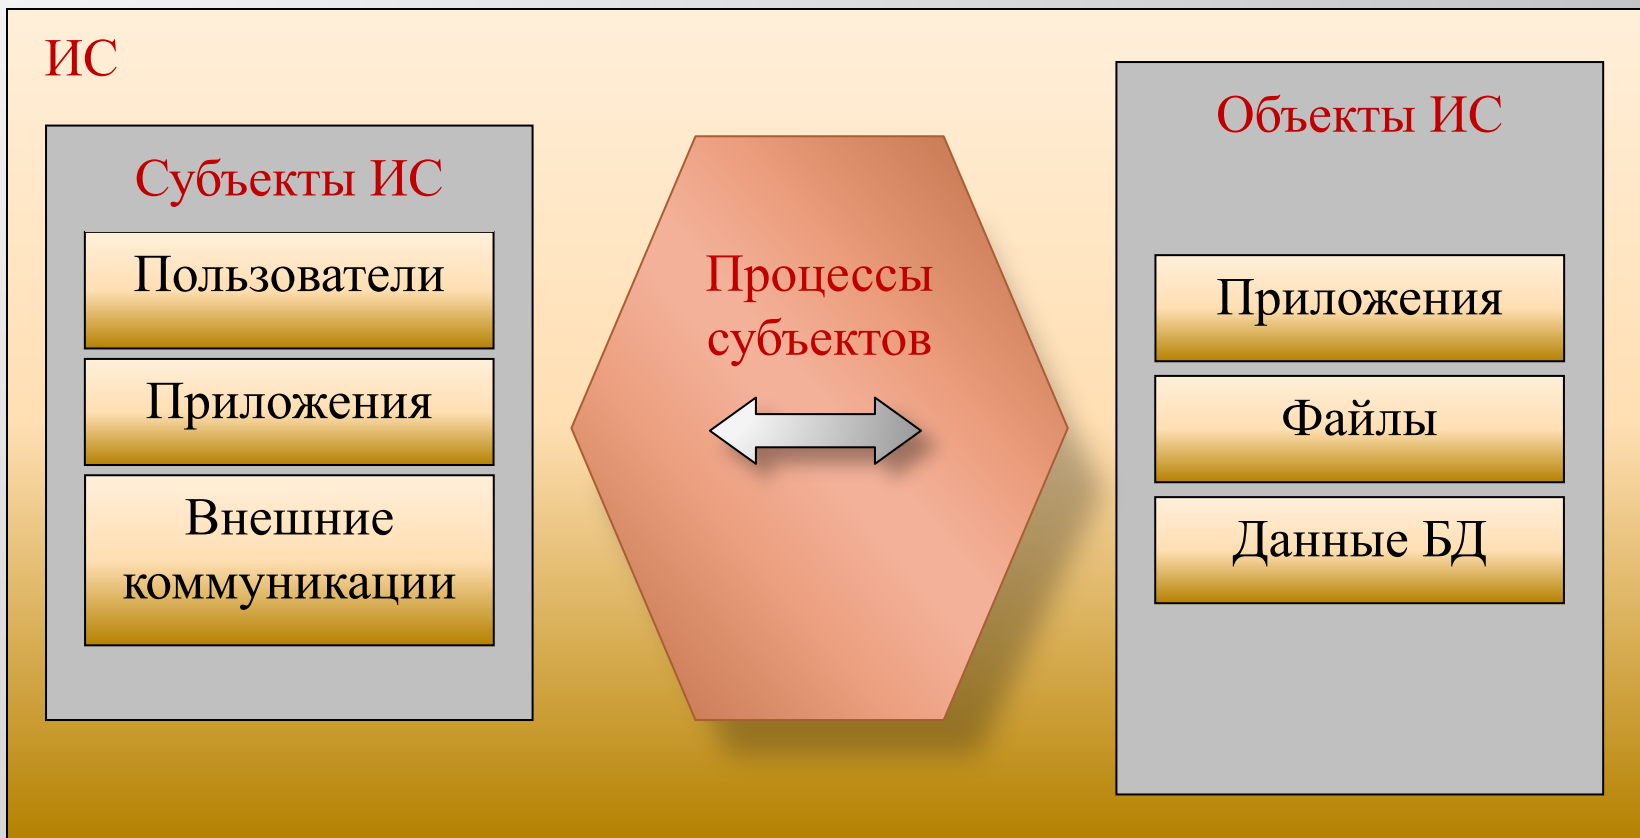 ИС
Субъекты ИС
Пользователи
Приложения
Внешние
коммуникации
Процессы
субъектов
Объекты ИС
Приложения
Файлы
Данные БД